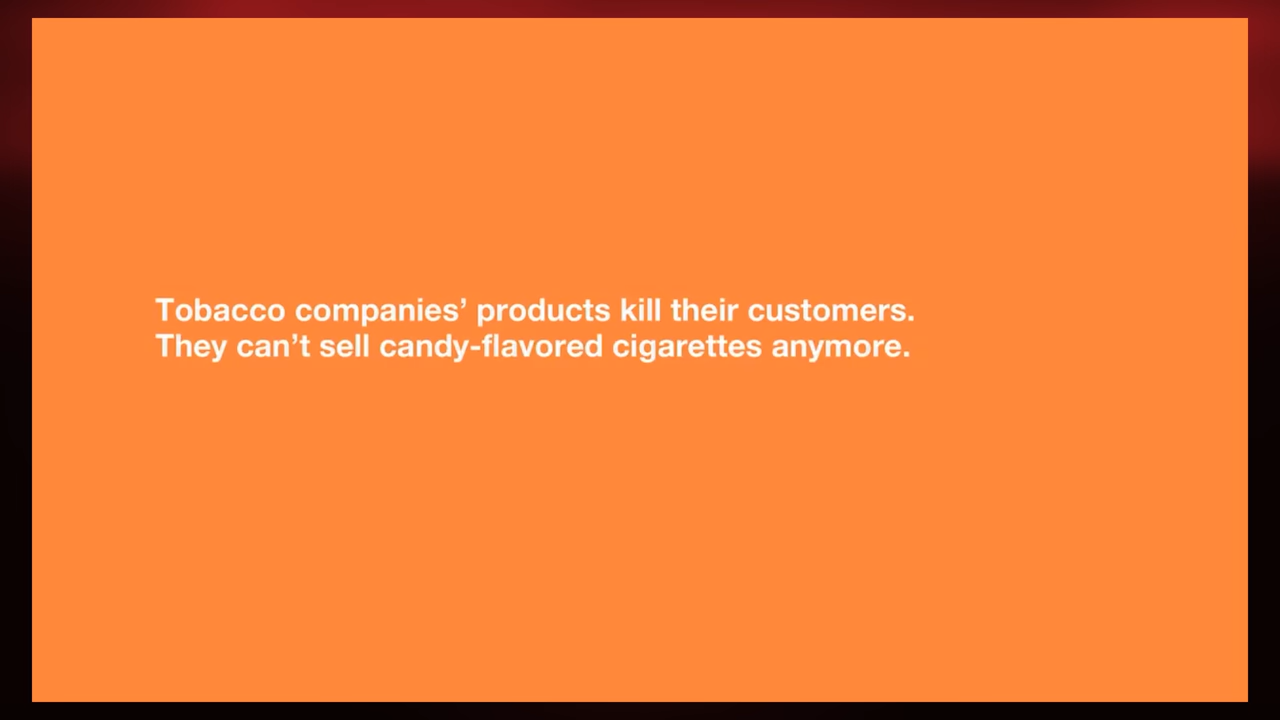 Tobacco companies’ products kill their customers.
They can’t sell candy-flavored cigarettes anymore.